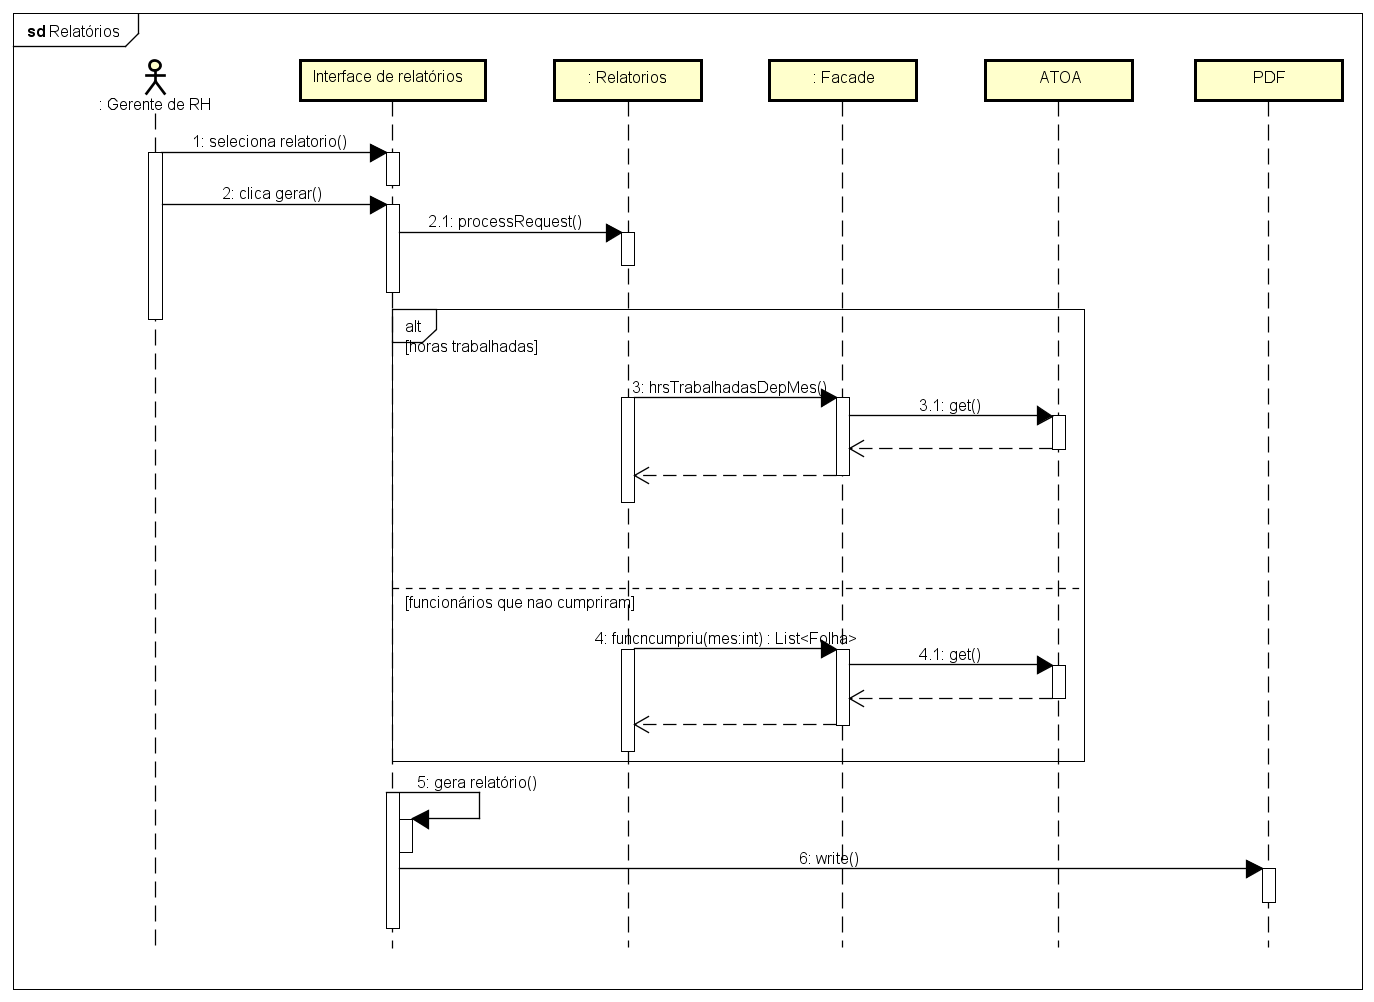 sd Relatórios
: Gerente de RH
Interface de relatórios
: Relatorios
: Facade
ATOA
PDF
1: seleciona relatorio()
2: clica gerar()
2.1: processRequest()
alt
[horas trabalhadas]
3: hrsTrabalhadasDepMes()
3.1: get()
[funcionários que nao cumpriram]
4: funcncumpriu(mes:int) : List<Folha>
4.1: get()
5: gera relatório()
6: write()